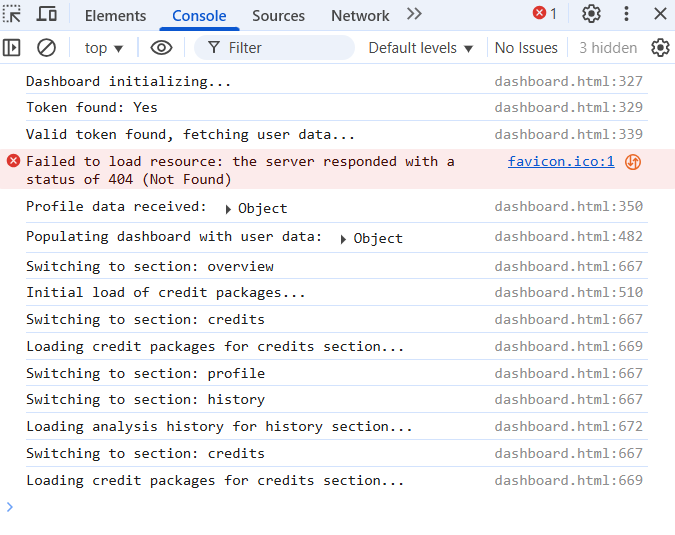 Elements Console Sources Network 1
top Filter Default levels No Issues 3 hidden
Dashboard initializing... dashboard.html:327
Token found: Yes dashboard.html:329
Valid token found, fetching user data... dashboard.html:339
Failed to load resource: the server responded with a favicon.ico:1
status of 404 (Not Found)
Profile data received: Object dashboard.html:350
Populating dashboard with user data: Object dashboard.html:482
Switching to section: overview dashboard.html:667
Initial load of credit packages... dashboard.html:510
Switching to section: credits dashboard.html:667
Loading credit packages for credits section... dashboard.html:669
Switching to section: profile dashboard.html:667
Switching to section: history dashboard.html:667
Loading analysis history for history section... dashboard.html:672
Switching to section: credits dashboard.html:667
Loading credit packages for credits section... dashboard.html:669